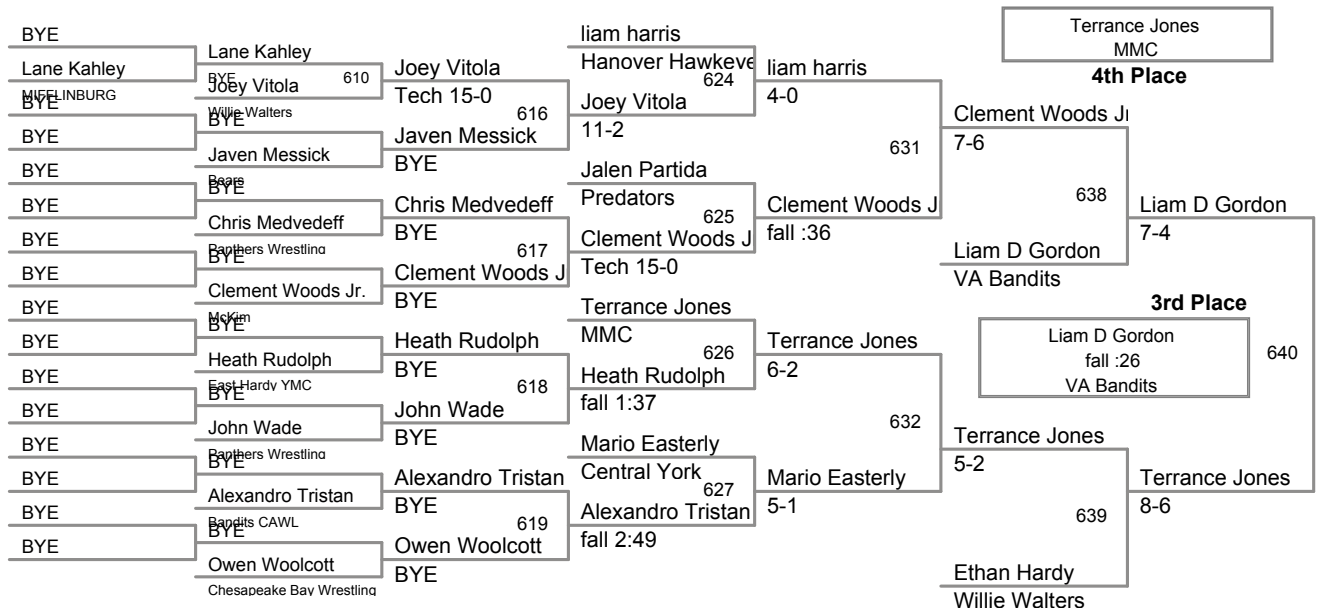 BYE
Lane Kahley
MIFFLINBURG
BYE
BYE
BYE
BYE
BYE
BYE
BYE
BYE
BYE
BYE
BYE
BYE
BYE
BYE
Lane Kahley
BYE
610
Joey Vitola
Willie Walters
BYE
Javen Messick
Bears
BYE
Chris Medvedeff
Panthers Wrestling
BYE
Clement Woods Jr.
McKim
BYE
Heath Rudolph
East Hardy YMC
BYE
John Wade
Panthers Wrestling
BYE
Alexandro Tristan
Bandits CAWL
BYE
Owen Woolcott
Chesapeake Bay Wrestling
Joey Vitola
Tech 15-0
616
Javen Messick
BYE
Chris Medvedeff
BYE
617
Clement Woods J
BYE
Heath Rudolph
BYE
618
John Wade
BYE
Alexandro Tristan
BYE
619
Owen Woolcott
BYE
liam harris
Hanover Hawkeye
624
Joey Vitola
11-2
Jalen Partida
Predators
625
Clement Woods J
Tech 15-0
Terrance Jones
MMC
626
Heath Rudolph
fall 1:37
Mario Easterly
Central York
627
Alexandro Tristan
fall 2:49
liam harris
4-0
631
Clement Woods J
fall :36
Terrance Jones
6-2
632
Mario Easterly
5-1
Clement Woods J
7-6
638
Liam D Gordon
VA Bandits
Terrance Jones
5-2
639
Ethan Hardy
Willie Walters
Liam D Gordon
7-4
640
Terrance Jones
8-6
Terrance Jones
MMC
4th Place
3rd Place
Liam D Gordon
fall :26
VA Bandits